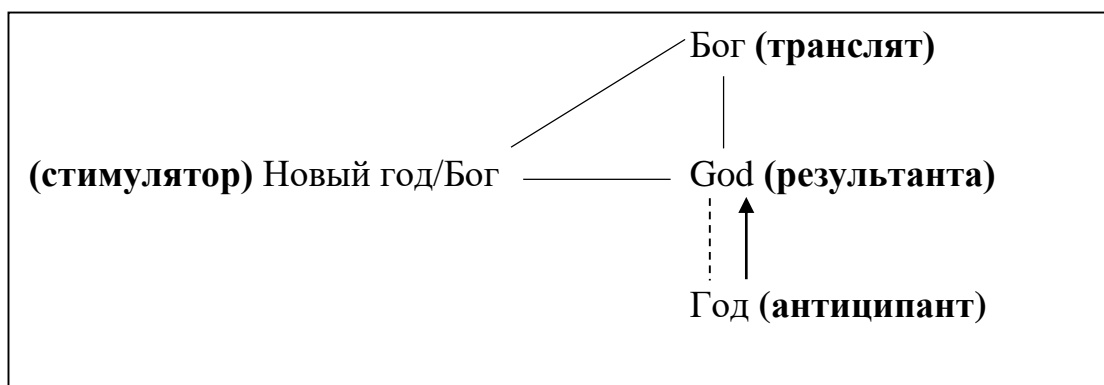 Бог (транслят)
(стимулятор) Новый год/Бог God (результанта)
Год (антиципант)